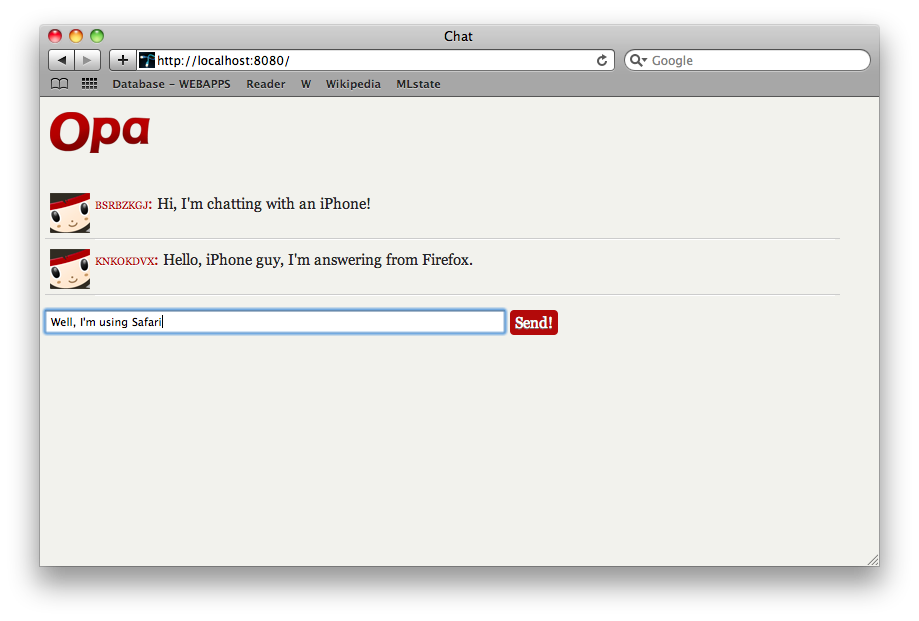 Chat
http://localhost:8080/
Google
Database – WEBAPPS Reader W Wikipedia MLstate
Opa
BSRBZKGJ: Hi, I'm chatting with an iPhone!
KNKOKDVX: Hello, iPhone guy, I'm answering from Firefox.
Well, I'm using Safari
Send!